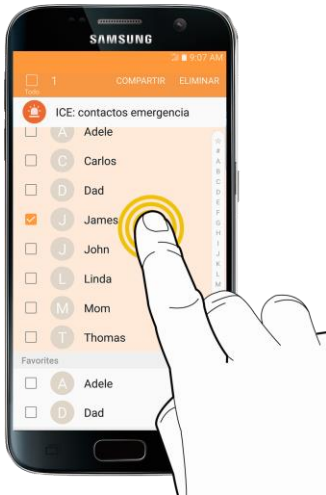 SAMSUNG
9:07 AM
Todo
1 COMPARTIR ELIMINAR
ICE: contactos emergencia
A Adele
C Carlos
D Dad
J James
J John
L Linda
M Mom
T Thomas
Favorites
A Adele
D Dad
#
A
B
C
D
E
F
G
H
I
J
K
L
M